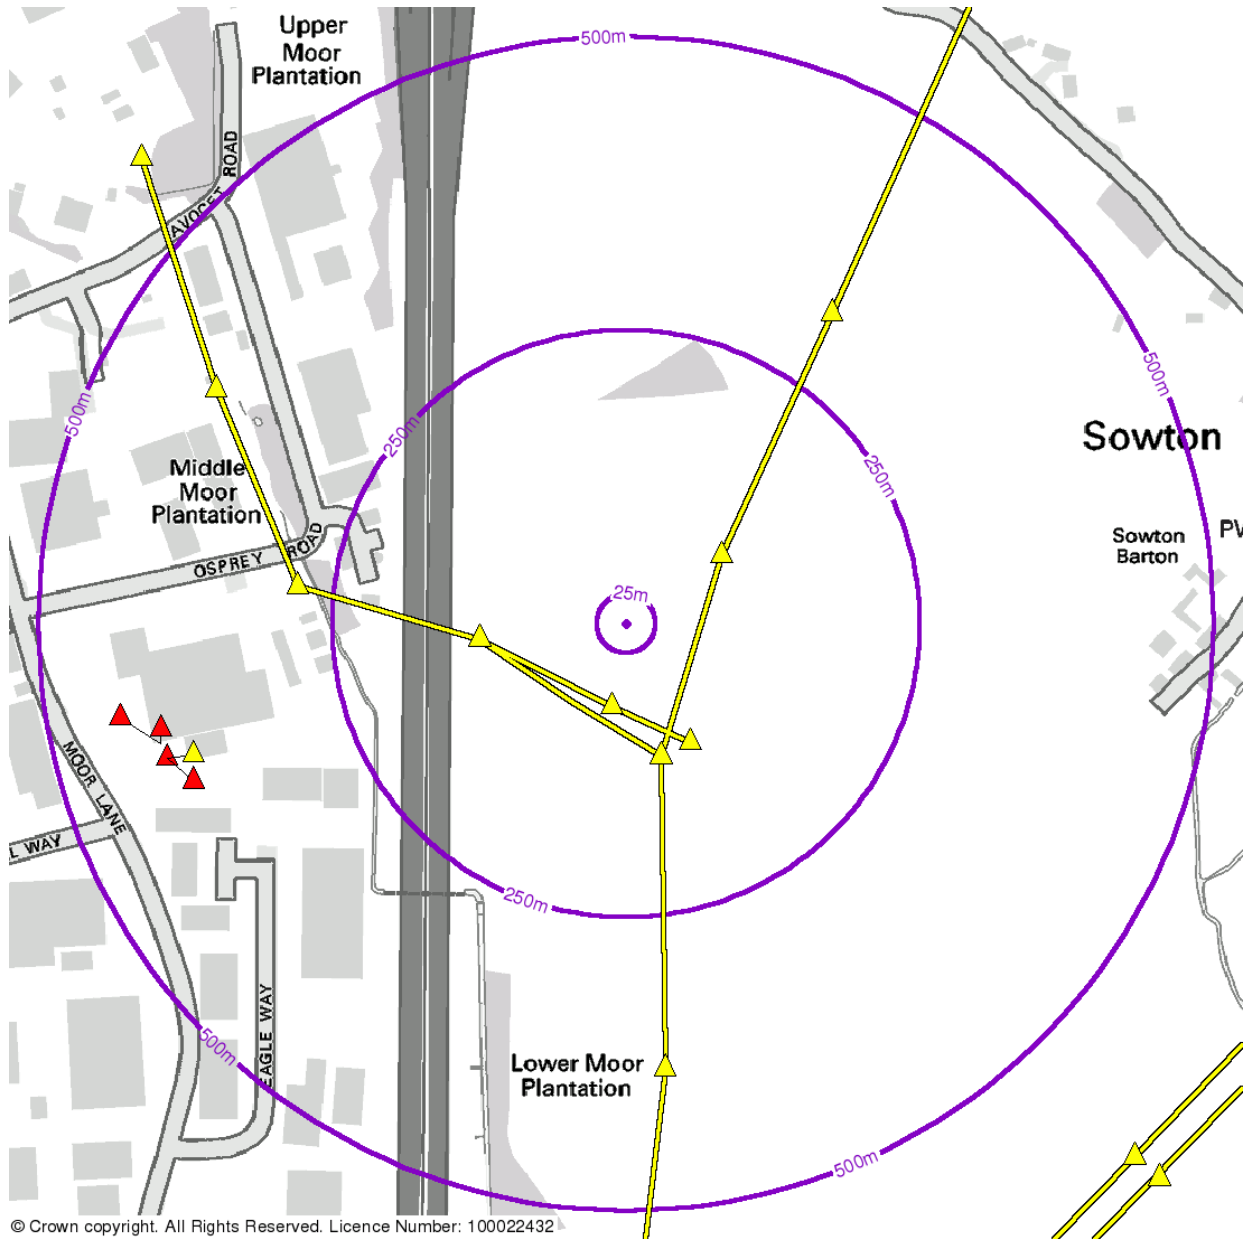 Upper
Moor
Plantation
500m
AVOCET ROAD
500m
500m
250m
250m
Sowton
Middle
Moor
Plantation
Sowton
Barton
OSPREY ROAD
25m
MOOR LANE
L WAY
250m
500m
EAGLE WAY
Lower Moor
Plantation
500m
© Crown copyright. All Rights Reserved. Licence Number: 100022432